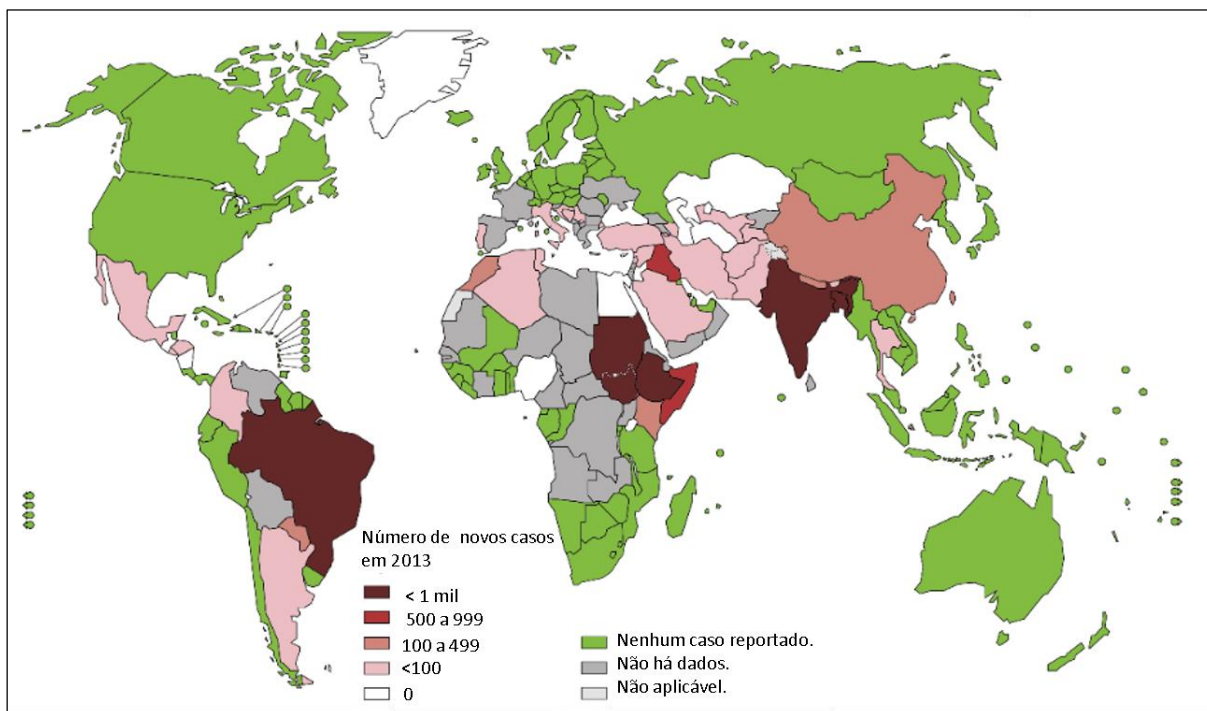 Número de novos casos
em 2013
< 1 mil
500 a 999
100 a 499
<100
0
Nenhum caso reportado.
Não há dados.
Não aplicável.